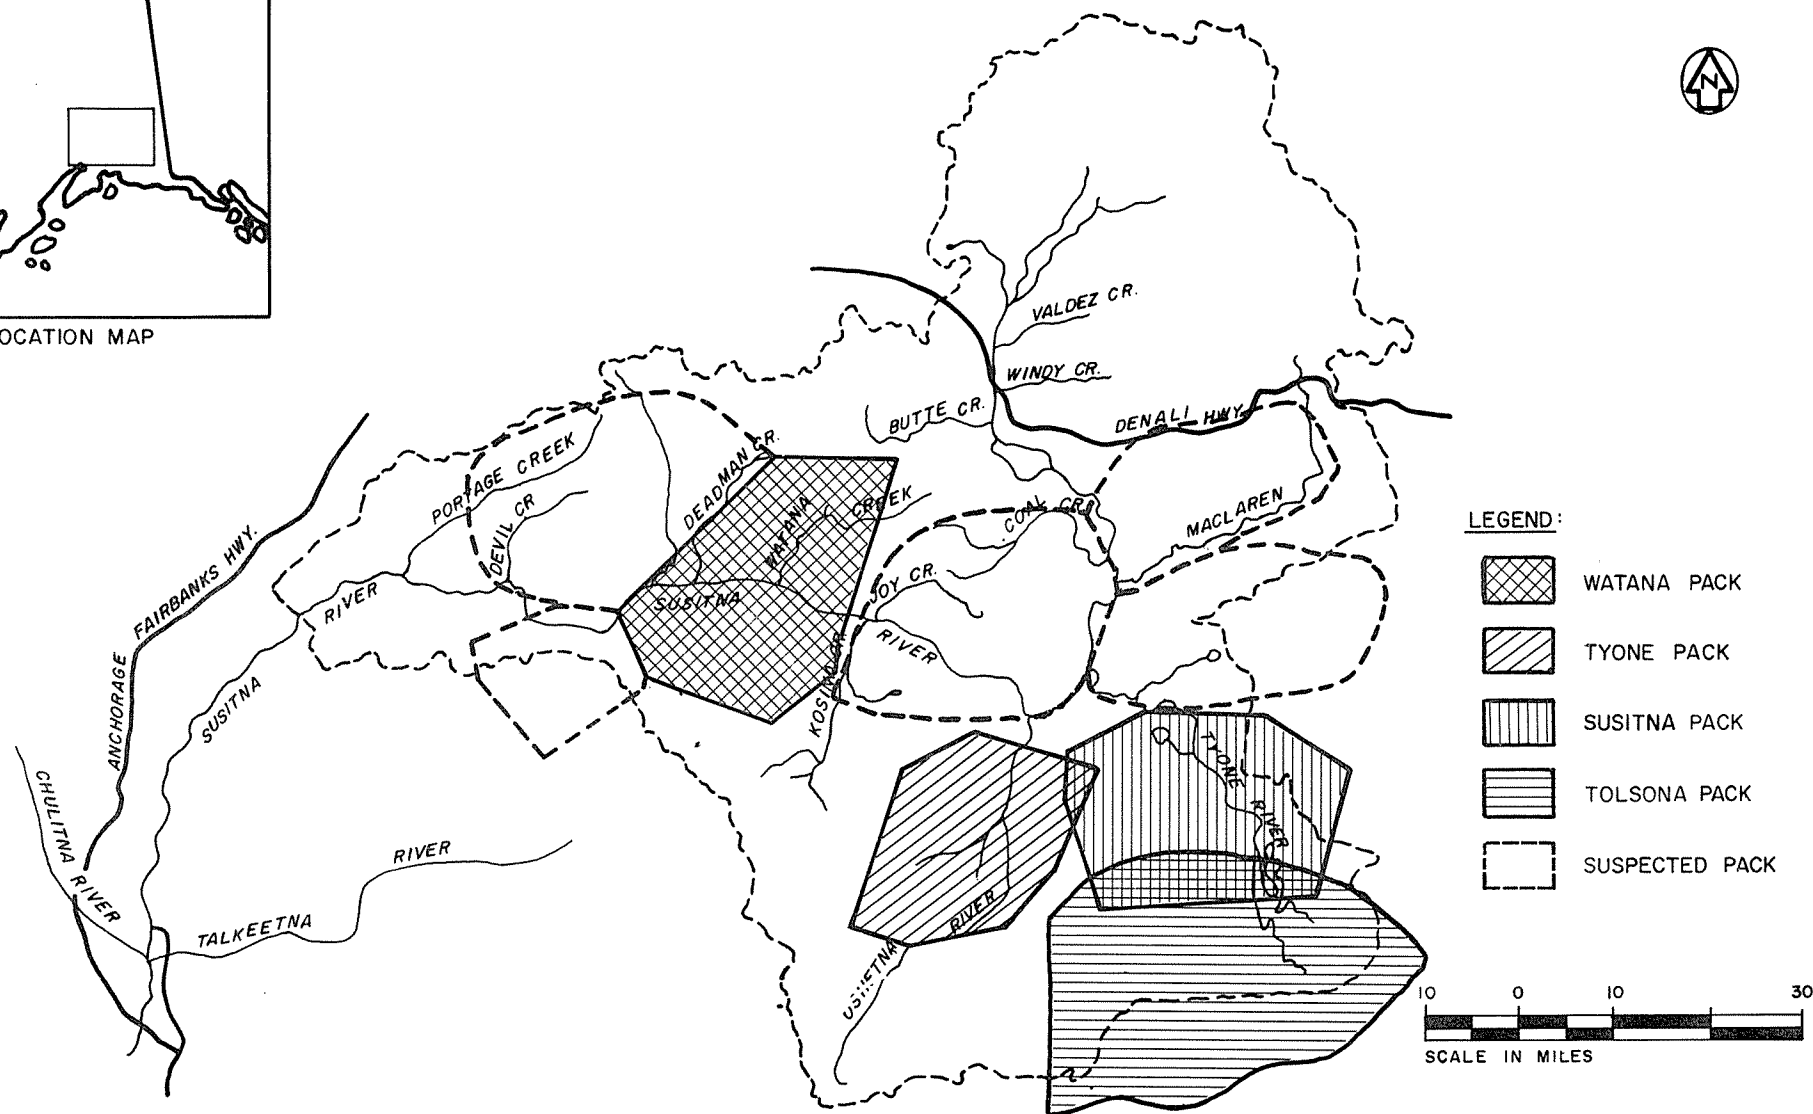 N
OCATION MAP
VALDEZ CR.
WINDY CR.
BUTTE CR.
DENALI HWY
PORTAGE CREEK
DEADMAN CR.
DEVIL CR
WATANA CREEK
COAL CR.
MACLAREN
JOY CR.
SUSITNA
RIVER
RIVER
KOSINA CR.
FAIRBANKS HWY.
ANCHORAGE
SUSITNA
CHULITNA RIVER
TALKEETNA
RIVER
TYONE RIVER
RIVER
LEGEND:
WATANA PACK
TYONE PACK
SUSITNA PACK
TOLSONA PACK
SUSPECTED PACK
10 0 10 30
SCALE IN MILES